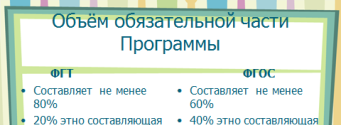 Объём обязательной части
Программы
ФГТ
• Составляет не менее
80%
• 20% этно составляющая
ФГОС
• Составляет не менее
60%
• 40% этно составляющая